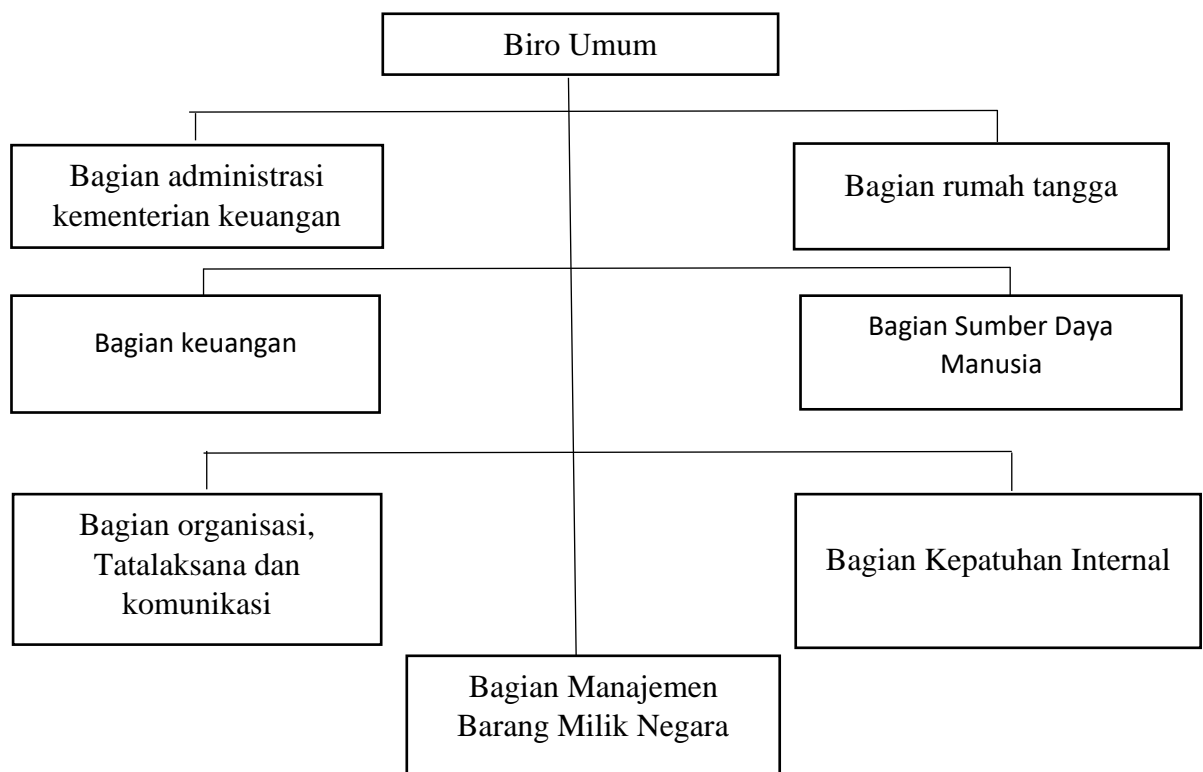 Biro Umum
Bagian administrasi
kementerian keuangan
Bagian rumah tangga
Bagian keuangan
Bagian Sumber Daya
Manusia
Bagian organisasi,
Tatalaksana dan
komunikasi
Bagian Kepatuhan Internal
Bagian Manajemen
Barang Milik Negara